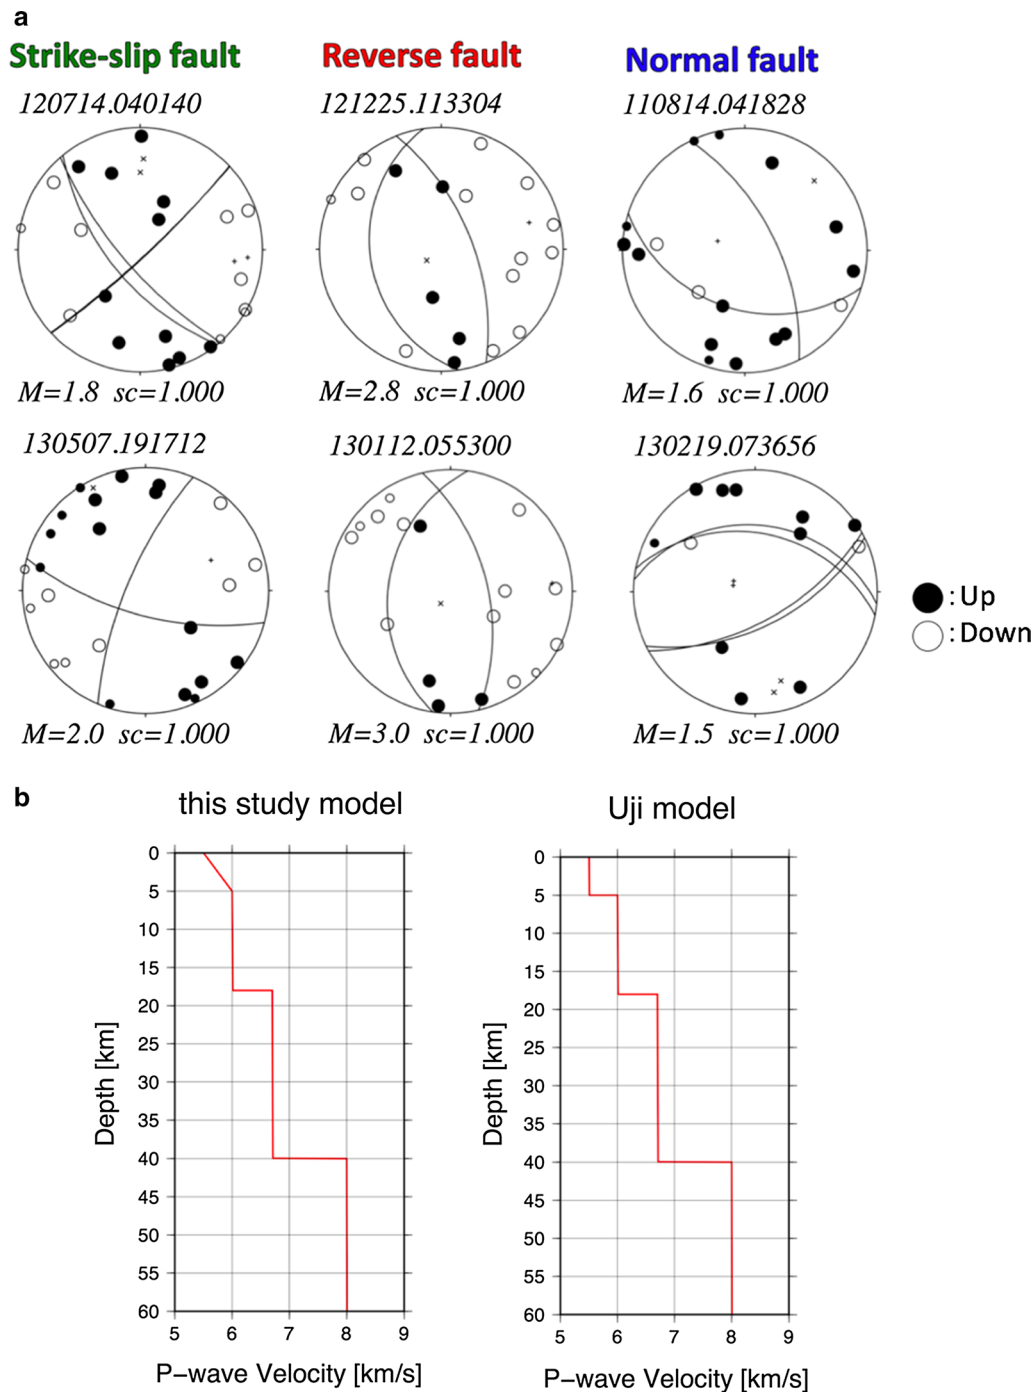 a
Strike-slip fault Reverse fault Normal fault
120714.040140 121225.113304 110814.041828
M=1.8 sc=1.000 M=2.8 sc=1.000 M=1.6 sc=1.000
130507.191712 130112.055300 130219.073656
: Up
: Down
M=2.0 sc=1.000 M=3.0 sc=1.000 M=1.5 sc=1.000
b
this study model
0
5
10
15
20
25
30
35
40
45
50
55
60
Depth [km]
5 6 7 8 9
P-wave Velocity [km/s]
Uji model
0
5
10
15
20
25
30
35
40
45
50
55
60
Depth [km]
5 6 7 8 9
P-wave Velocity [km/s]